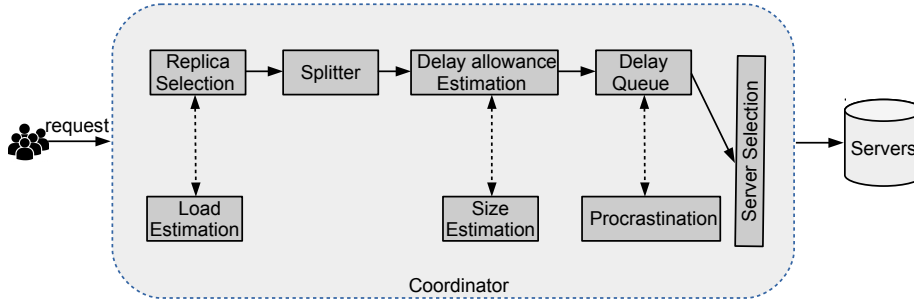 request
Replica
Selection
Splitter
Delay allowance
Estimation
Delay
Queue
Server Selection
Servers
Load
Estimation
Size
Estimation
Procrastination
Coordinator